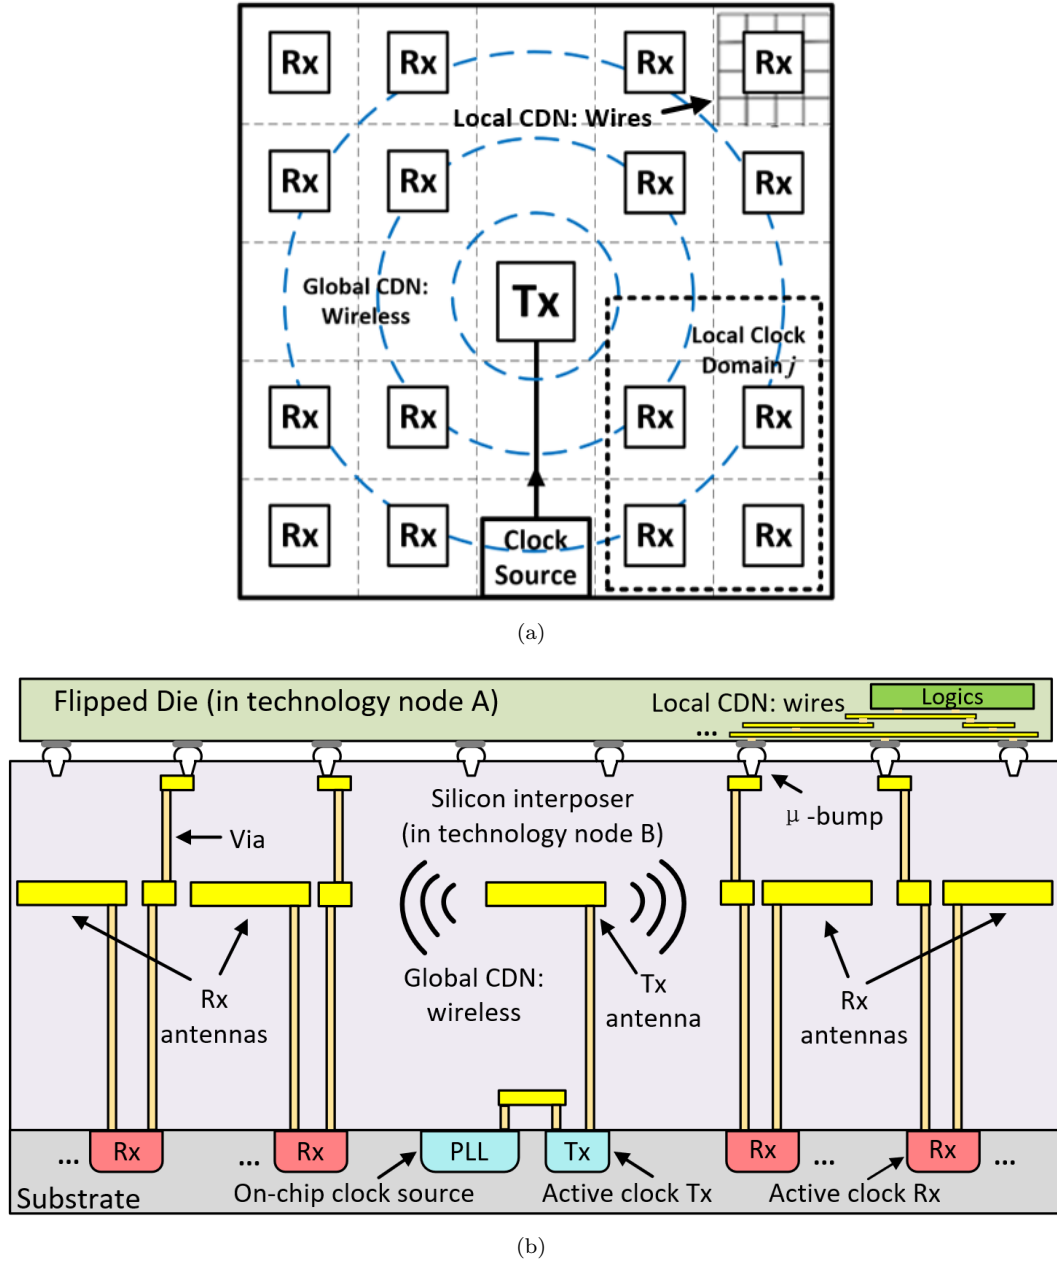 Rx Rx Rx Rx
Local CDN: Wires
Rx Rx Rx Rx
Global CDN:
Wireless
Tx
Local Clock
Domain j
Rx Rx Rx Rx
Rx Rx Clock Source Rx Rx
(a)
Flipped Die (in technology node A)
Local CDN: wires
Logics
...
Silicon interposer
(in technology node B)
μ-bump
Via
Global CDN:
wireless
Tx
antenna
Rx
antennas
Rx
antennas
... Rx ... Rx PLL Tx Rx ... Rx ...
Substrate
On-chip clock source
Active clock Tx
Active clock Rx
(b)